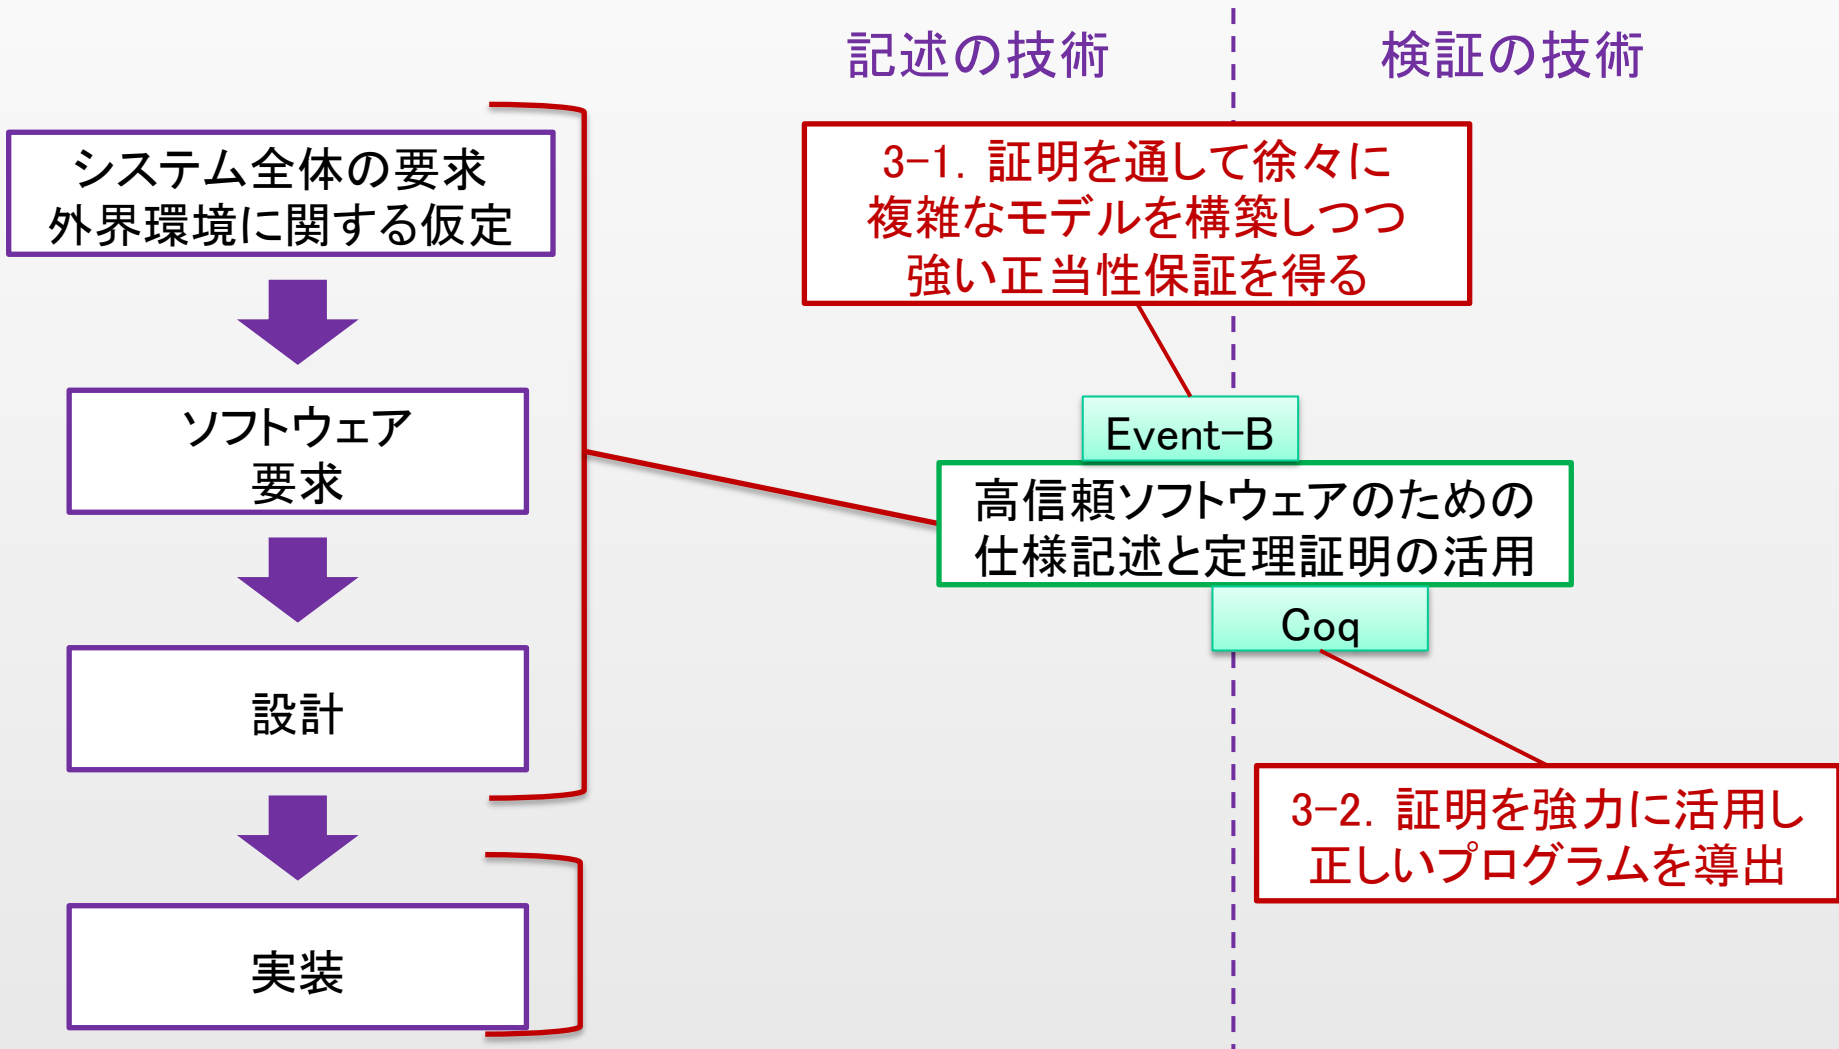 記述の技術
検証の技術
システム全体の要求
外界環境に関する仮定
ソフトウェア
要求
設計
実装
3-1. 証明を通して徐々に
複雑なモデルを構築しつつ
強い正当性保証を得る
Event-B
高信頼ソフトウェアのための
仕様記述と定理証明の活用
Coq
3-2. 証明を強力に活用し
正しいプログラムを導出